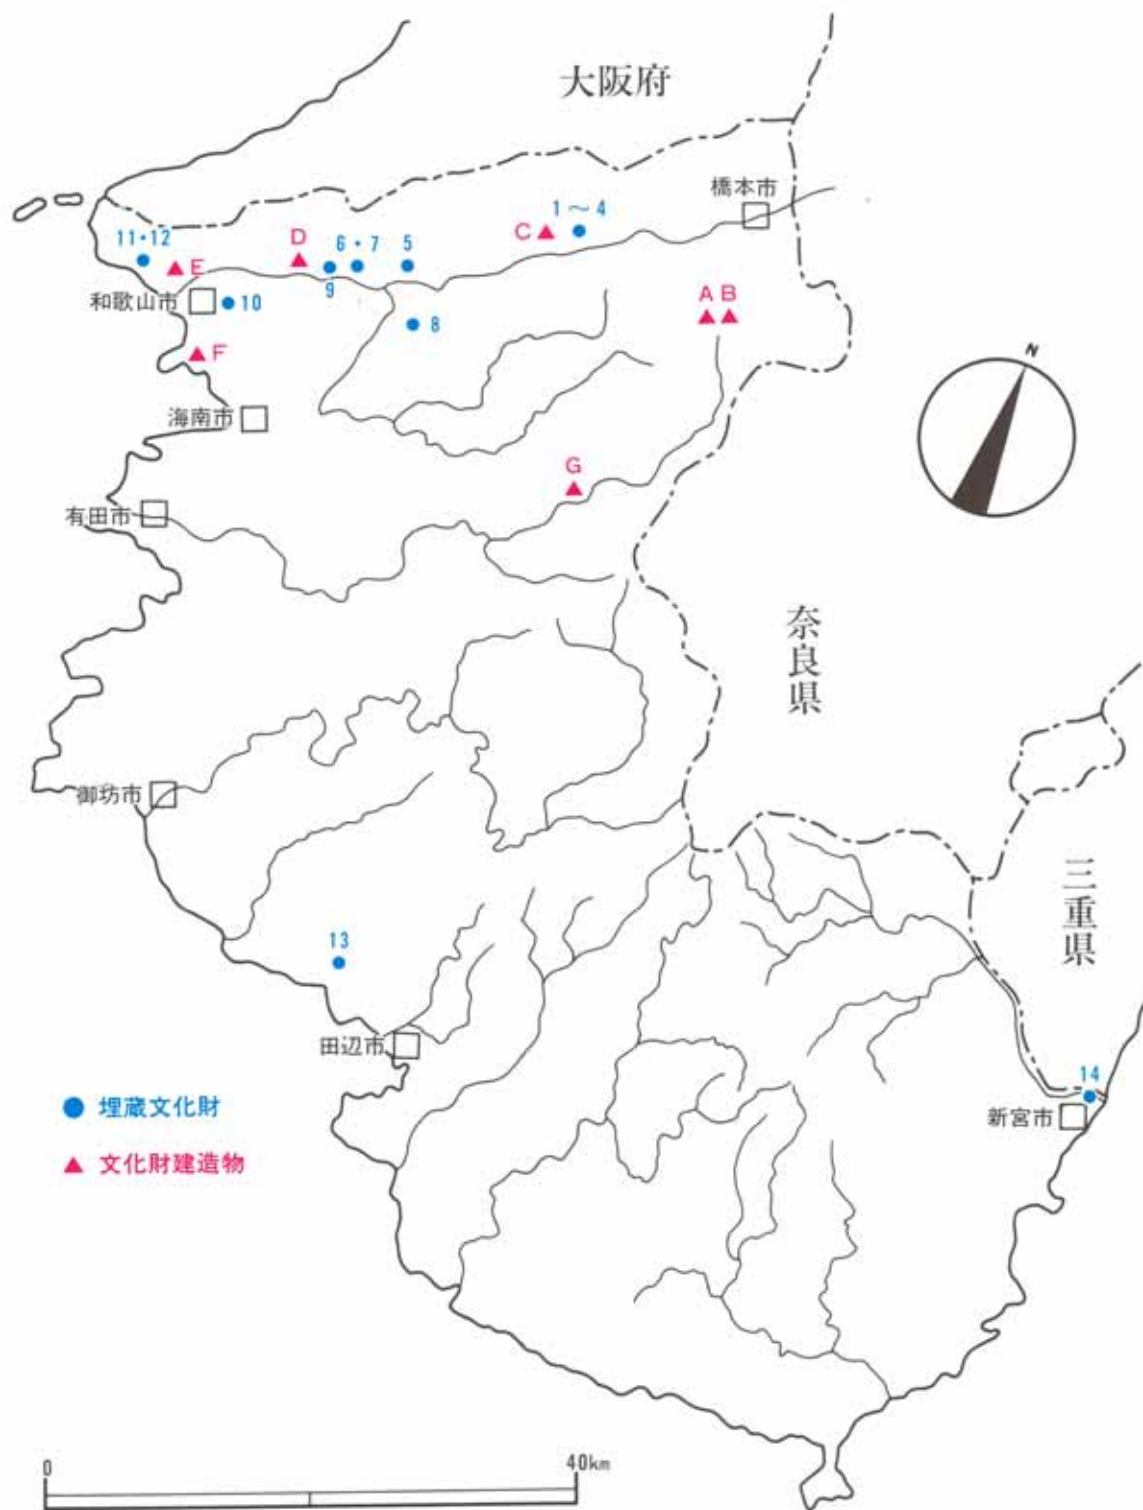 大阪府
橋本市
1～4
C
11・12
D
6・7
5
E
9
和歌山市
10
A B
8
F
N
海南市
G
有田市
奈良県
御坊市
三重県
13
田辺市
14
新宮市
埋蔵文化財
文化財建造物
0
40km